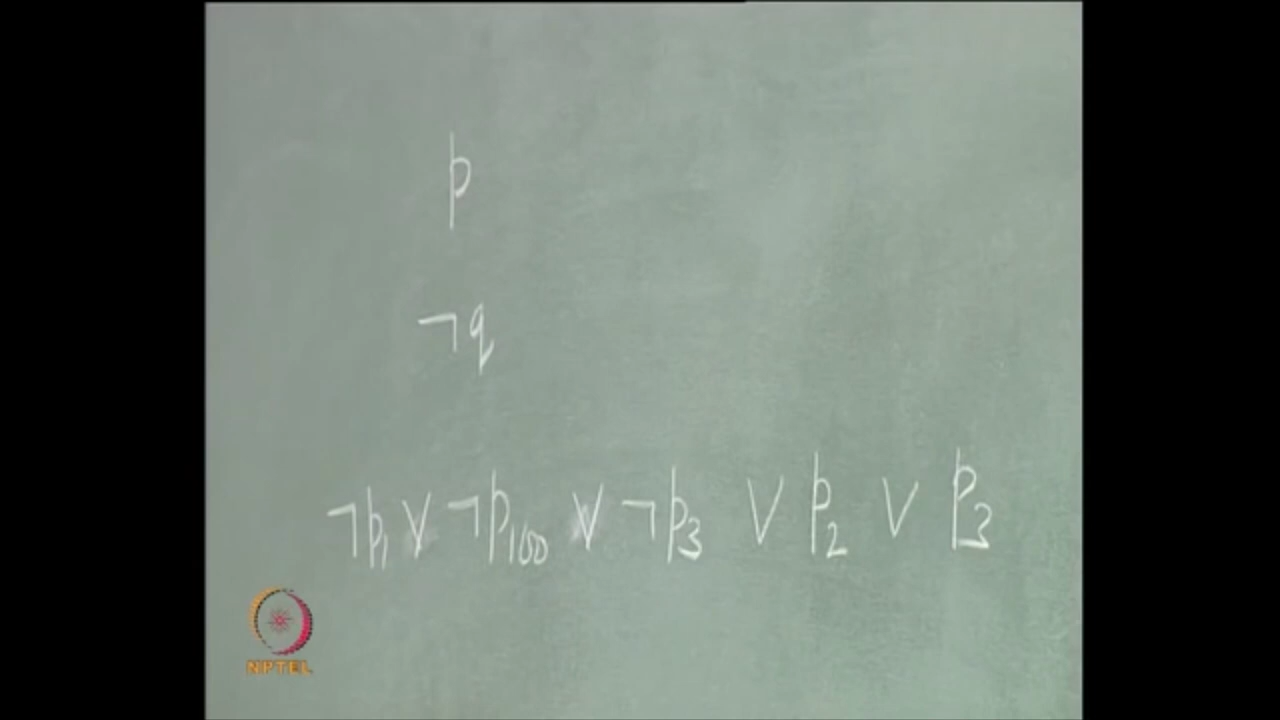 p
¬q
¬p₁ ∨ ¬p₁₀₀ ∨ ¬p₃ ∨ p₂ ∨ p₃
NPTEL